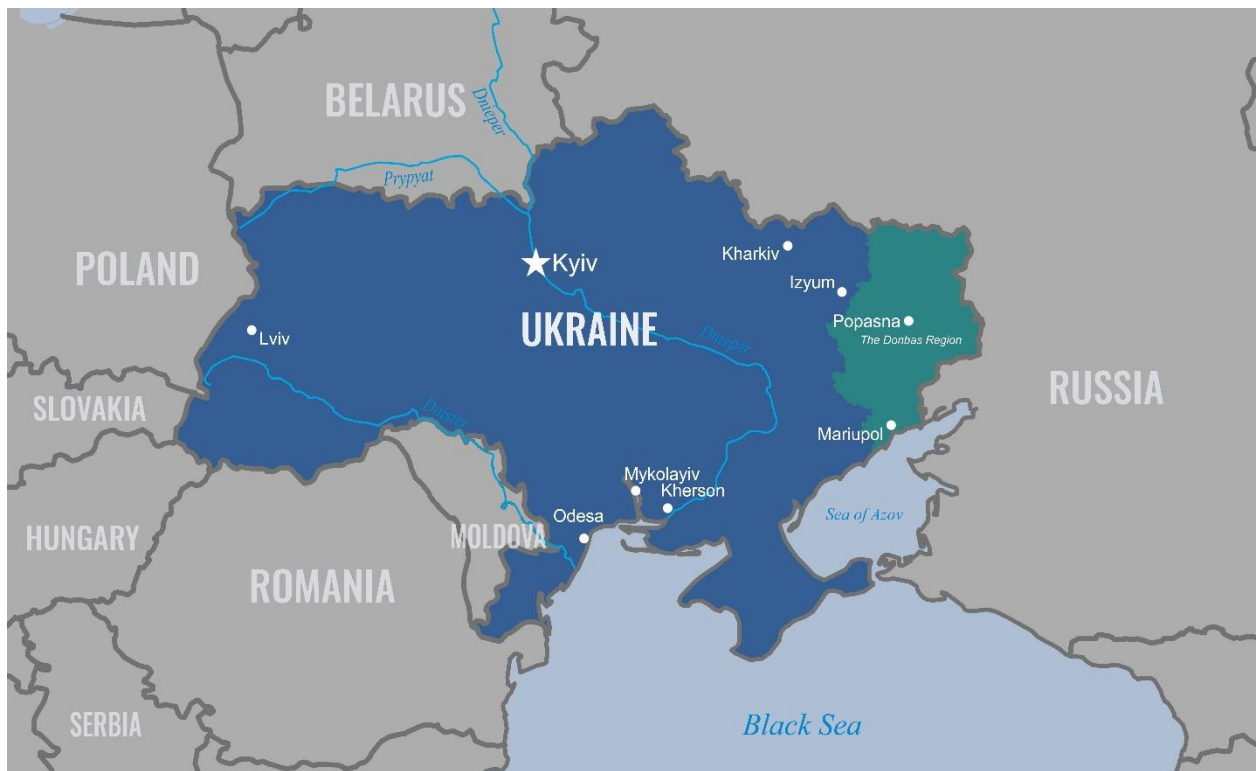 BELARUS
Dnieper
Prypyat
POLAND
Kyiv
Kharkiv
Izyum
Lviv
UKRAINE
Dnieper
Popasna
The Donbas Region
RUSSIA
SLOVAKIA
Dnister
Mariupol
Mykolayiv
Kherson
Odesa
Sea of Azov
HUNGARY
MOLDOVA
ROMANIA
SERBIA
Black Sea